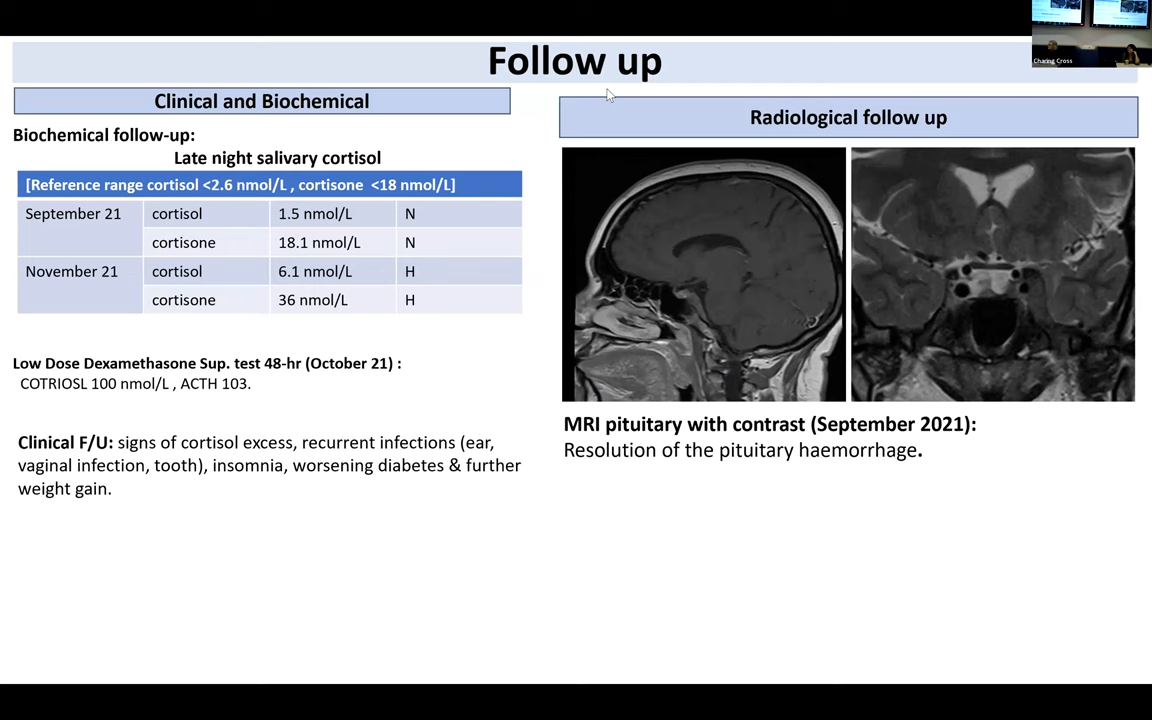 Follow up
Charing Cross
Clinical and Biochemical
Biochemical follow-up:
Late night salivary cortisol
[Reference range cortisol <2.6 nmol/L , cortisone <18 nmol/L]
September 21 cortisol 1.5 nmol/L N
cortisone 18.1 nmol/L N
November 21 cortisol 6.1 nmol/L H
cortisone 36 nmol/L H
Low Dose Dexamethasone Sup. test 48-hr (October 21) :
COTRIOSL 100 nmol/L , ACTH 103.
Clinical F/U: signs of cortisol excess, recurrent infections (ear,
vaginal infection, tooth), insomnia, worsening diabetes & further
weight gain.
Radiological follow up
MRI pituitary with contrast (September 2021):
Resolution of the pituitary haemorrhage.